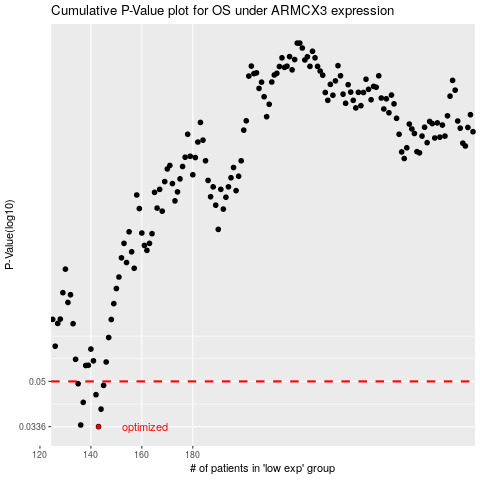 Cumulative P-Value plot for OS under ARMCX3 expression
P-Value(log10)
0.05
0.0336
optimized
120 140 160 180
# of patients in 'low exp' group